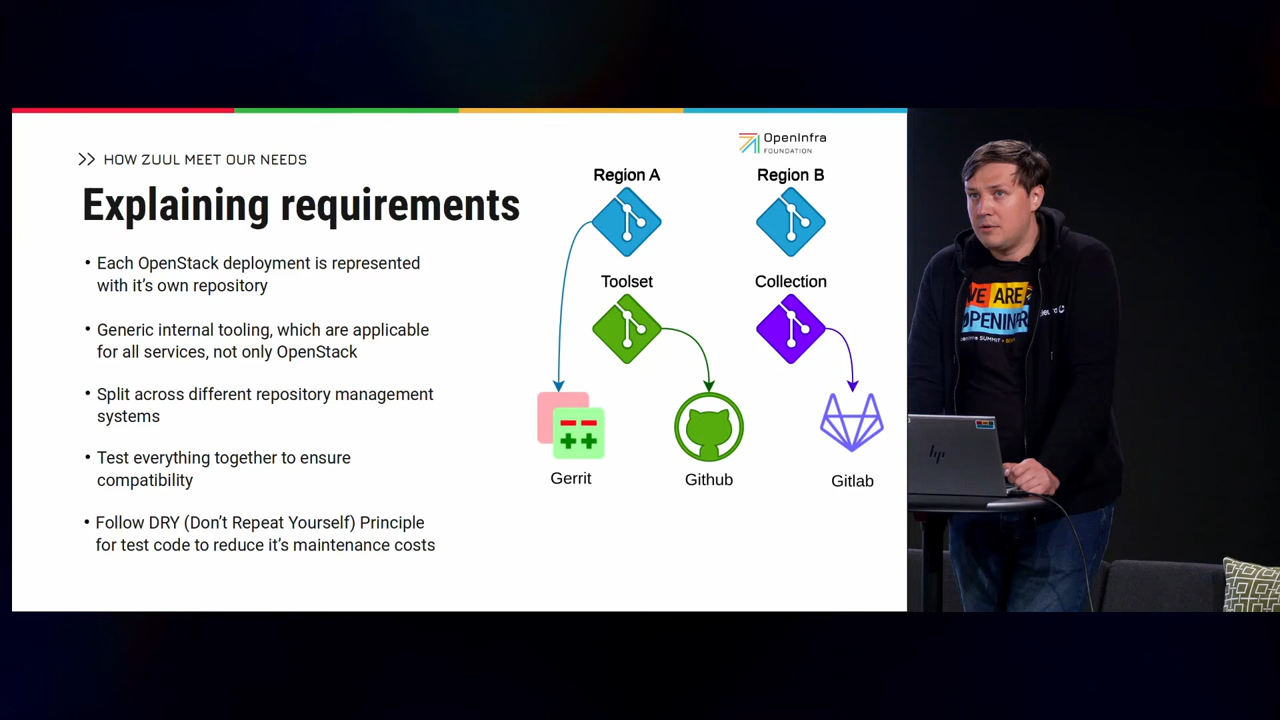 HOW ZUUL MEET OUR NEEDS
OpenInfra
FOUNDATION
Explaining requirements
• Each OpenStack deployment is represented
with it's own repository
• Generic internal tooling, which are applicable
for all services, not only OpenStack
• Split across different repository management
systems
• Test everything together to ensure
compatibility
• Follow DRY (Don't Repeat Yourself) Principle
for test code to reduce it's maintenance costs
Region A
Region B
Toolset
Collection
Gerrit
Github
Gitlab
WE ARE
OPENINFRA
hp